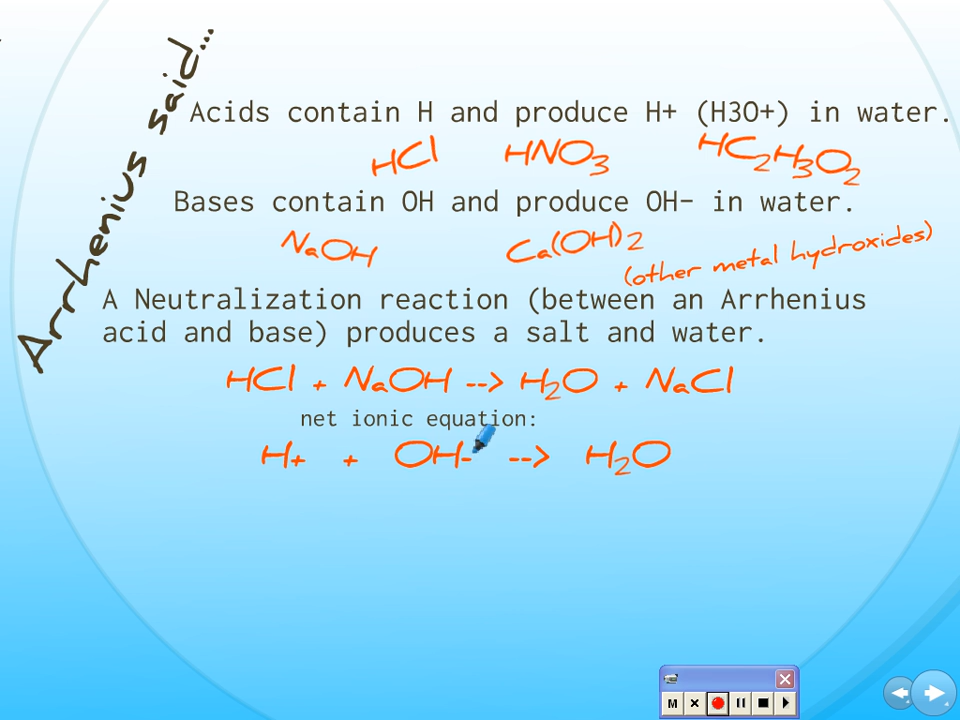 Arrhenius said...
Acids contain H and produce H+ (H3O+) in water.
HCl HNO3 HC2H3O2
Bases contain OH and produce OH- in water.
NaOH Ca(OH)2
(other metal hydroxides)
A Neutralization reaction (between an Arrhenius
acid and base) produces a salt and water.
HCl + NaOH --> H2O + NaCl
net ionic equation:
H+ + OH- --> H2O
M